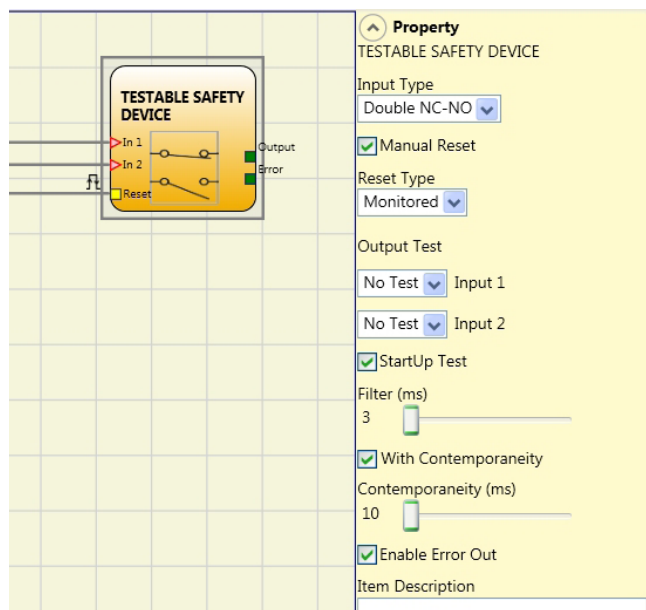 TESTABLE SAFETY
DEVICE
In 1
In 2
Reset
Output
Error
Property
TESTABLE SAFETY DEVICE
Input Type
Double NC-NO
Manual Reset
Reset Type
Monitored
Output Test
No Test Input 1
No Test Input 2
StartUp Test
Filter (ms)
3
With Contemporaneity
Contemporaneity (ms)
10
Enable Error Out
Item Description